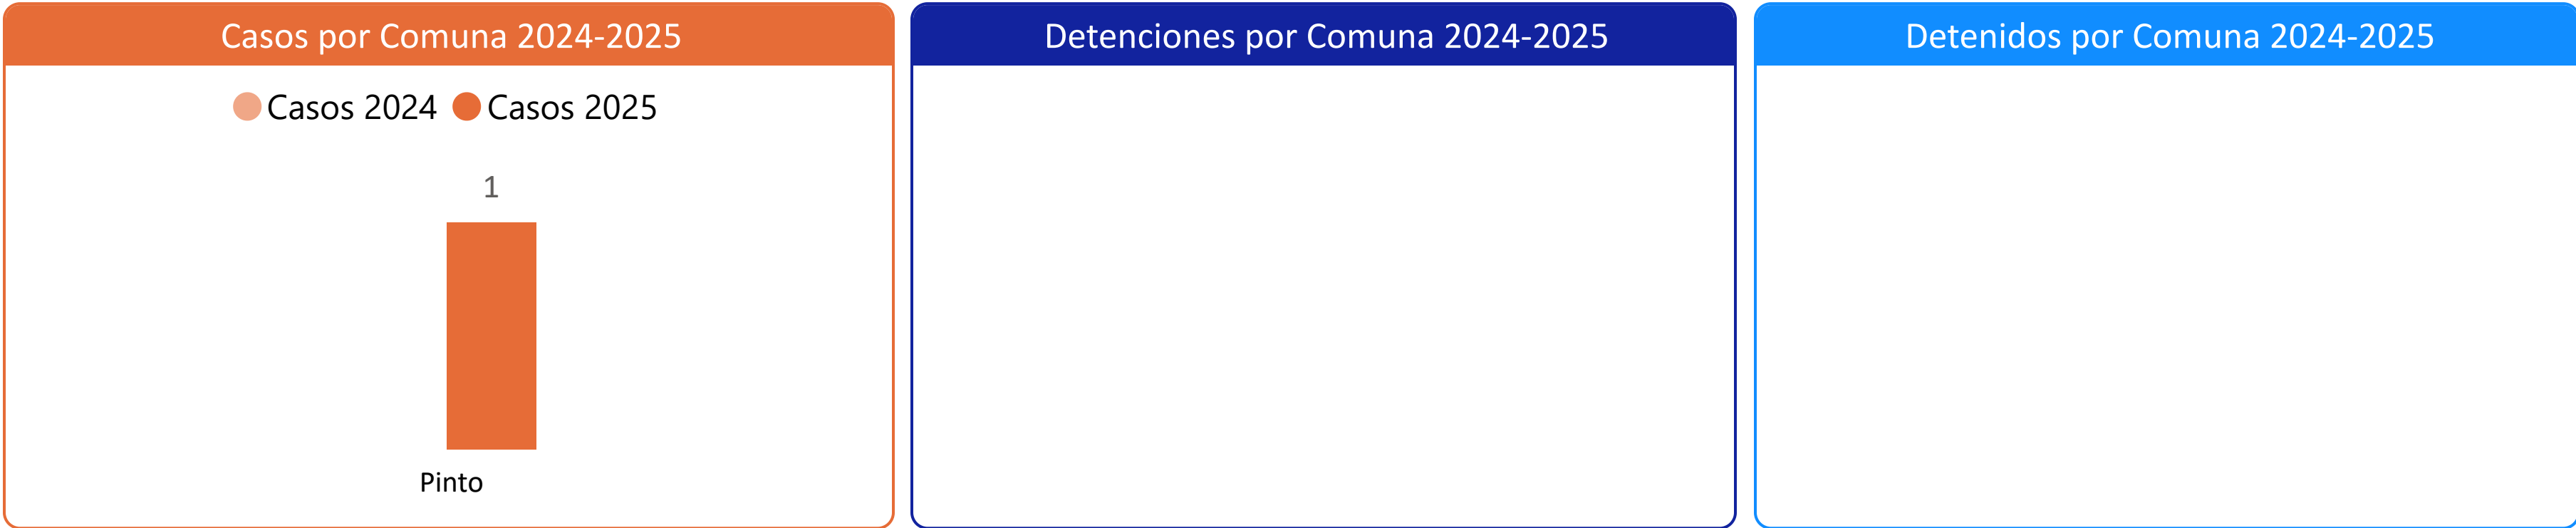 Casos por Comuna 2024-2025
Casos 2024 Casos 2025
1
Pinto
Detenciones por Comuna 2024-2025
Detenidos por Comuna 2024-2025